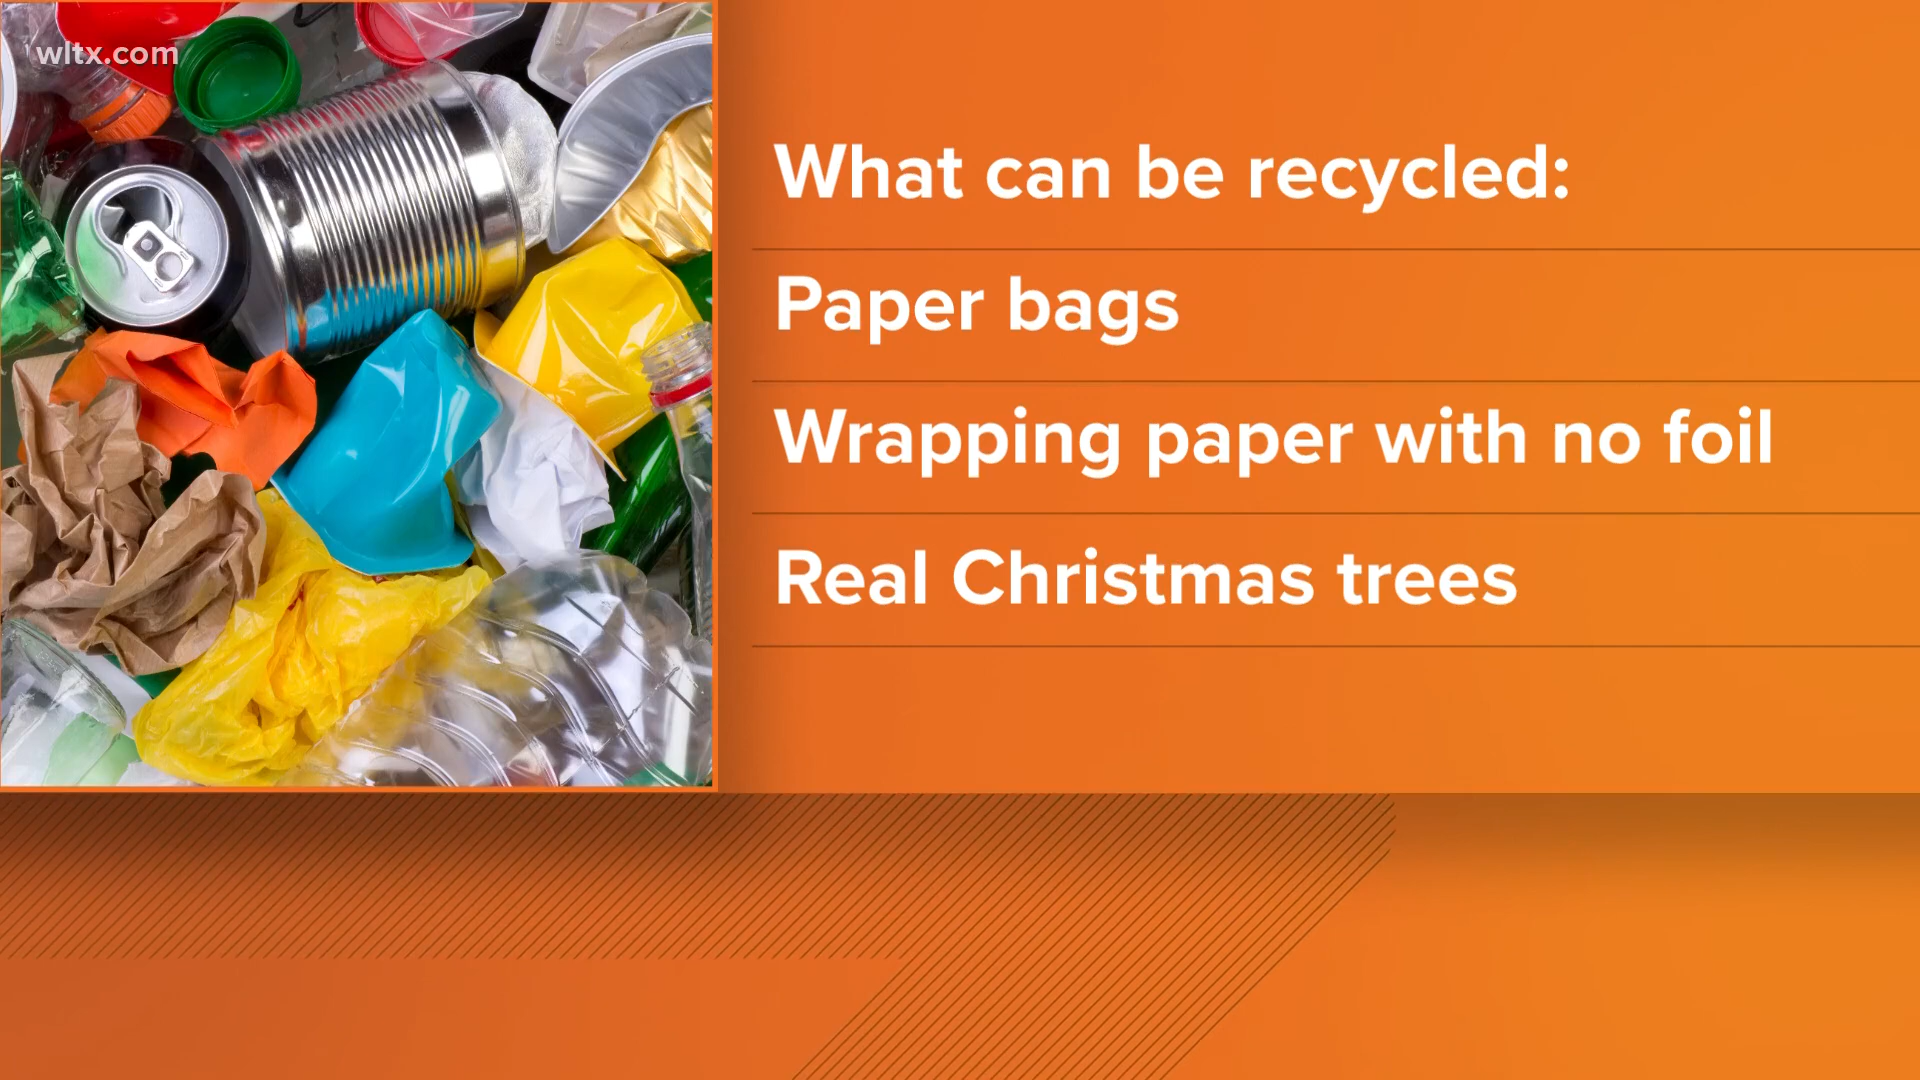 wltx.com
What can be recycled:
Paper bags
Wrapping paper with no foil
Real Christmas trees